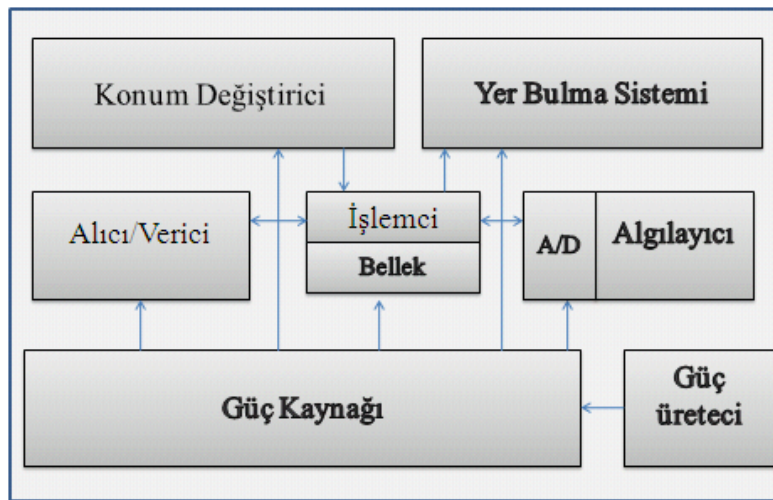 Konum Değiştirici
Yer Bulma Sistemi
Alıcı/Verici
İşlemci
Bellek
A/D
Algılayıcı
Güç Kaynağı
Güç
üreteci